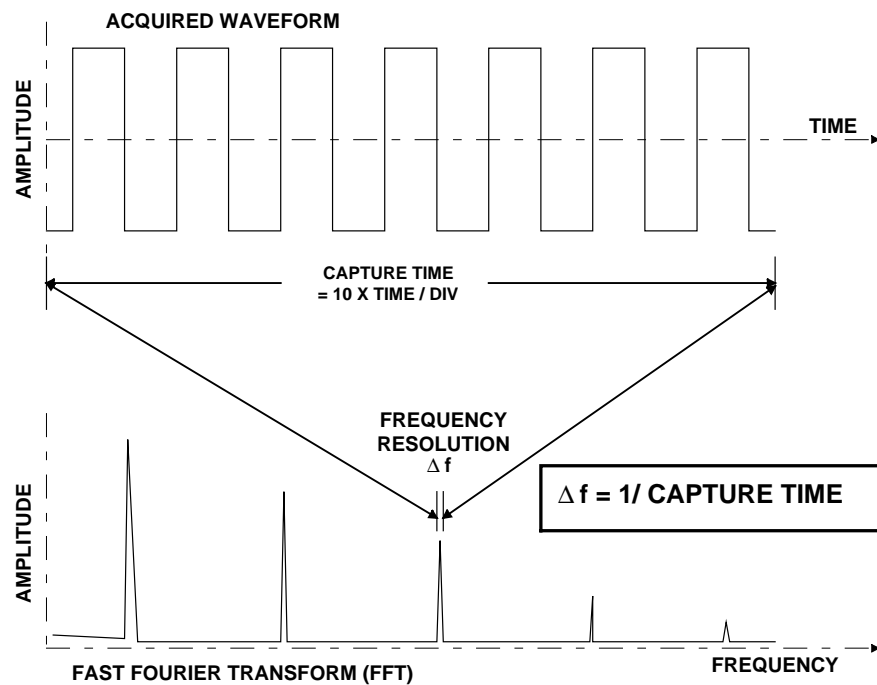 ACQUIRED WAVEFORM
AMPLITUDE
TIME
CAPTURE TIME
= 10 X TIME / DIV
FREQUENCY
RESOLUTION
Δ f
Δ f = 1/ CAPTURE TIME
AMPLITUDE
FREQUENCY
FAST FOURIER TRANSFORM (FFT)